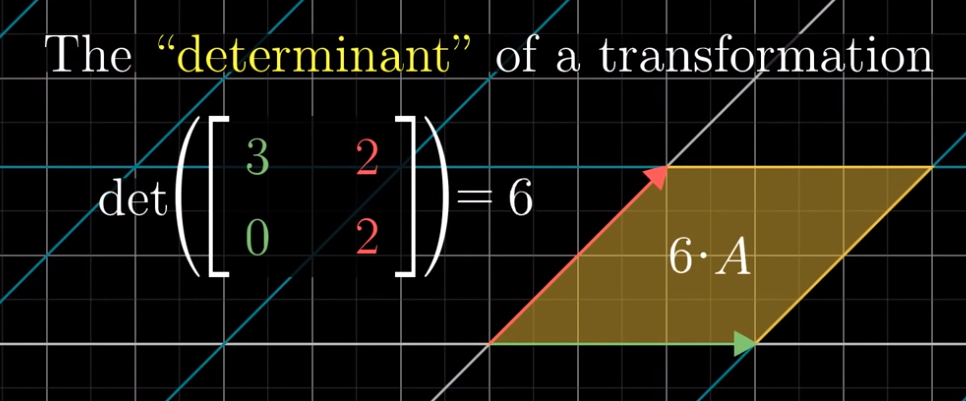 The “determinant” of a transformation
det([3 2
0 2]) = 6
6·A